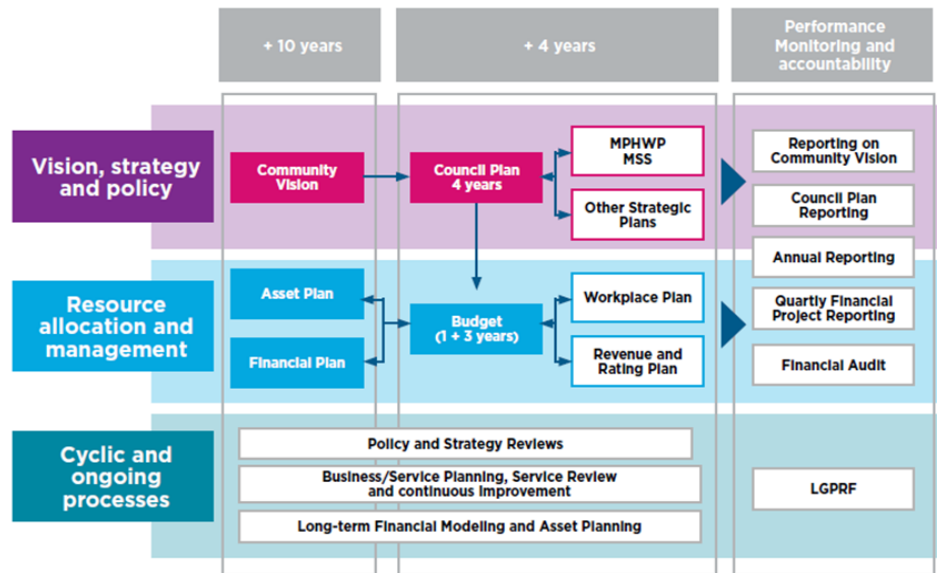 + 10 years
+ 4 years
Performance
Monitoring and
accountability
Vision, strategy
and policy
Community
Vision
Council Plan
4 years
MPHWP
MSS
Other Strategic
Plans
Reporting on
Community Vision
Council Plan
Reporting
Annual Reporting
Resource
allocation and
management
Asset Plan
Financial Plan
Budget
(1 + 3 years)
Workplace Plan
Revenue and
Rating Plan
Quartly Financial
Project Reporting
Financial Audit
Cyclic and
ongoing
processes
Policy and Strategy Reviews
Business/Service Planning, Service Review
and continuous Improvement
Long-term Financial Modeling and Asset Planning
LGPRF